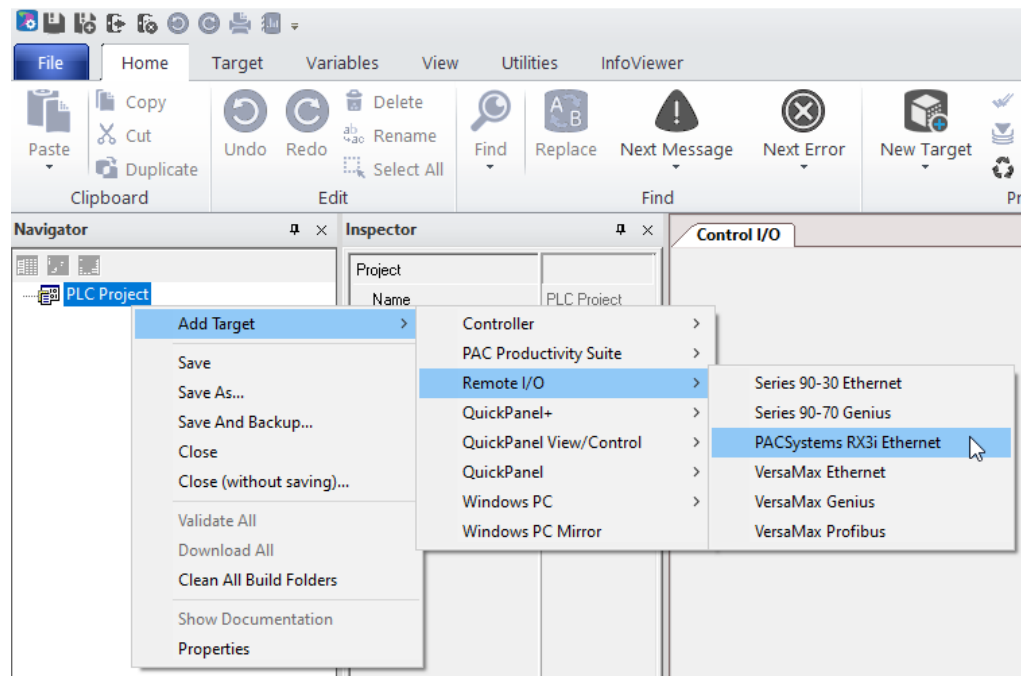 File Home Target Variables View Utilities InfoViewer
Copy
Cut
Duplicate
Paste
Clipboard
Undo
Redo
Delete
Rename
Select All
Edit
Find
Replace
Next Message
Next Error
Find
New Target
Pr
Navigator
Inspector
Control I/O
PLC Project
Project
Name PLC Project
Add Target
Save
Save As...
Save And Backup...
Close
Close (without saving)...
Validate All
Download All
Clean All Build Folders
Show Documentation
Properties
Controller
PAC Productivity Suite
Remote I/O
QuickPanel+
QuickPanel View/Control
QuickPanel
Windows PC
Windows PC Mirror
Series 90-30 Ethernet
Series 90-70 Genius
PACSystems RX3i Ethernet
VersaMax Ethernet
VersaMax Genius
VersaMax Profibus